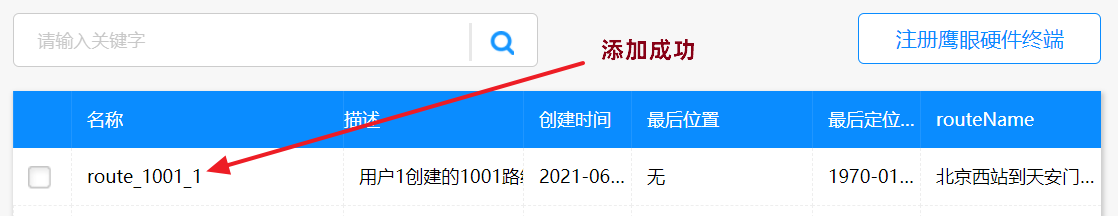 请输入关键字
注册鹰眼硬件终端
添加成功
名称 描述 创建时间 最后位置 最后定位... routeName
route_1001_1 用户1创建的1001路 2021-06... 无 1970-01... 北京西站到天安门...